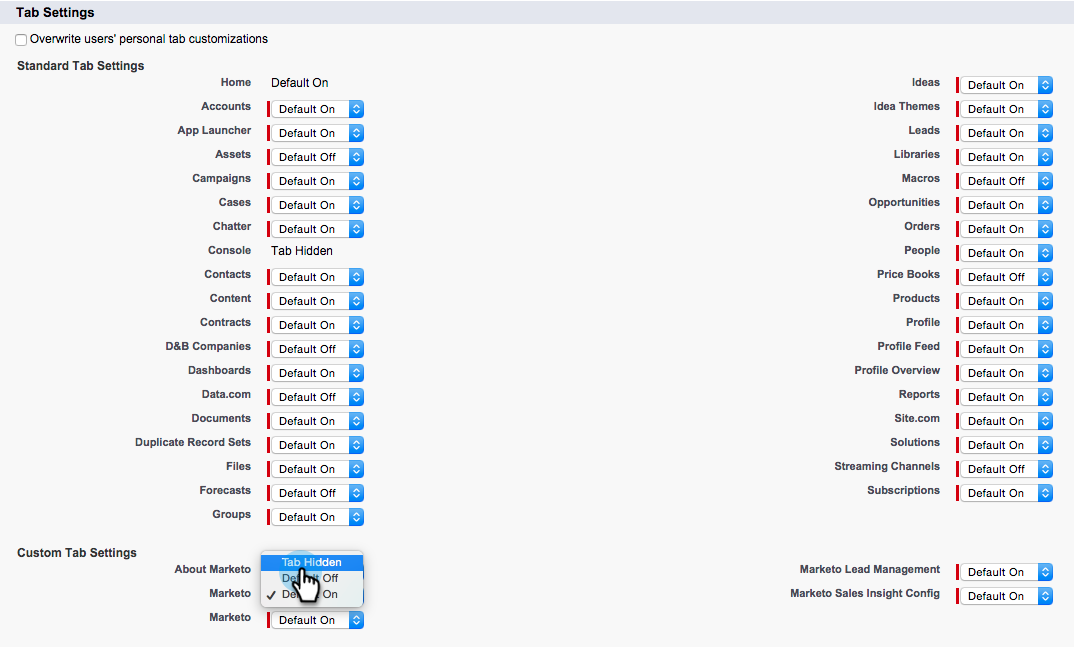 Tab Settings
Overwrite users' personal tab customizations
Standard Tab Settings
Home Default On
Accounts Default On
App Launcher Default On
Assets Default Off
Campaigns Default On
Cases Default On
Chatter Default On
Console Tab Hidden
Contacts Default On
Content Default On
Contracts Default On
D&B Companies Default Off
Dashboards Default On
Data.com Default Off
Documents Default On
Duplicate Record Sets Default On
Files Default On
Forecasts Default Off
Groups Default On
Ideas Default On
Idea Themes Default On
Leads Default On
Libraries Default On
Macros Default Off
Opportunities Default On
Orders Default On
People Default On
Price Books Default Off
Products Default On
Profile Default On
Profile Feed Default On
Profile Overview Default On
Reports Default On
Site.com Default On
Solutions Default On
Streaming Channels Default Off
Subscriptions Default On
Custom Tab Settings
About Marketo
Tab Hidden
Off
Marketo
On
Marketo Default On
Marketo Lead Management Default On
Marketo Sales Insight Config Default On